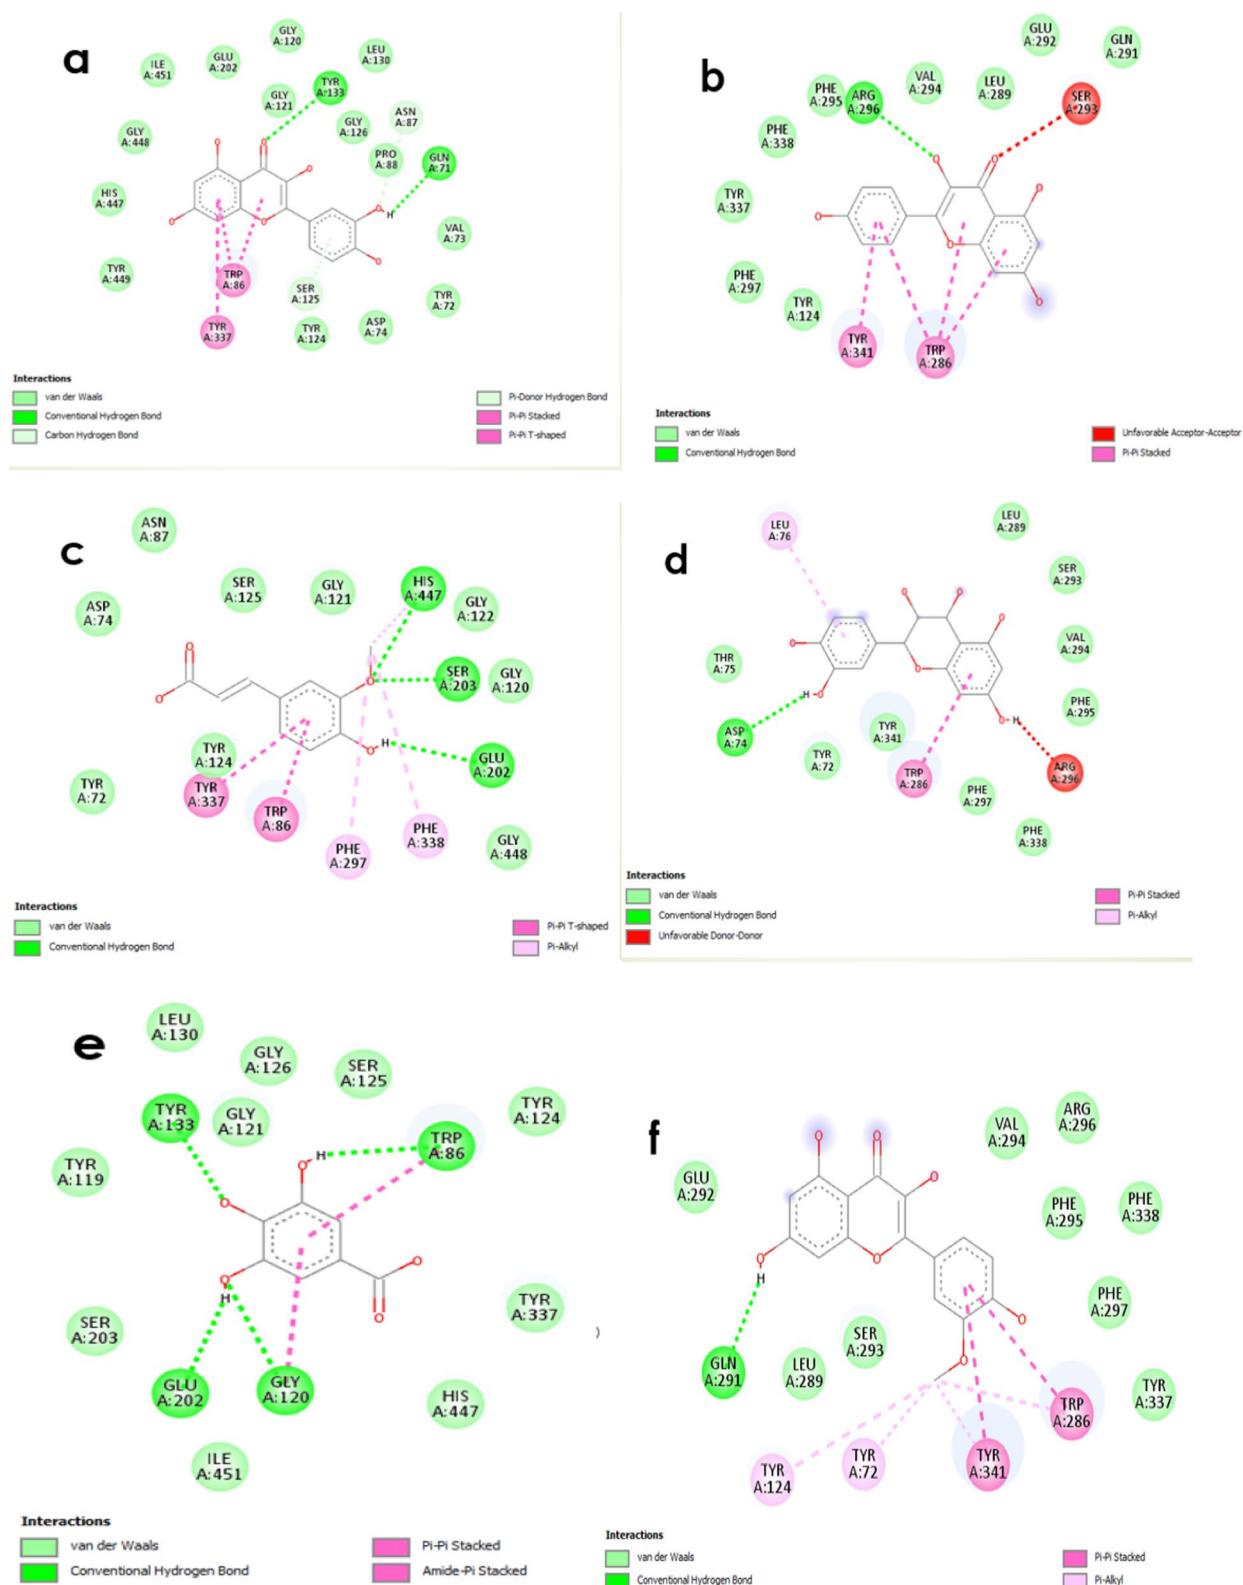 a
GLY
A:120
LEU
A:130
GLU
A:202
ILE
A:451
TYR
A:133
GLY
A:121
GLY
A:126
ASN
A:87
GLY
A:448
PRO
A:88
GLN
A:71
HIS
A:447
VAL
A:73
TYR
A:449
TRP
A:86
SER
A:125
TYR
A:72
TYR
A:337
TYR
A:124
ASP
A:74
H
O
O
O
O
O
O
O
Interactions
van der Waals
Conventional Hydrogen Bond
Carbon Hydrogen Bond
Pi-Donor Hydrogen Bond
Pi-Pi Stacked
Pi-Pi T-shaped
b
GLU
A:292
GLN
A:291
VAL
A:294
LEU
A:289
PHE
A:295
ARG
A:296
SER
A:293
PHE
A:338
TYR
A:337
PHE
A:297
TYR
A:124
TYR
A:341
TRP
A:286
O
O
O
O
O
O
Interactions
van der Waals
Conventional Hydrogen Bond
Unfavorable Acceptor-Acceptor
Pi-Pi Stacked
c
ASN
A:87
SER
A:125
GLY
A:121
HIS
A:447
GLY
A:122
ASP
A:74
SER
A:203
GLY
A:120
TYR
A:124
GLU
A:202
TYR
A:72
TYR
A:337
TRP
A:86
PHE
A:297
PHE
A:338
GLY
A:448
O
O
O
O
H
Interactions
van der Waals
Conventional Hydrogen Bond
Pi-Pi T-shaped
Pi-Alkyl
d
LEU
A:76
LEU
A:289
SER
A:293
VAL
A:294
THR
A:75
PHE
A:295
ASP
A:74
TYR
A:341
TYR
A:72
TRP
A:286
ARG
A:296
PHE
A:297
PHE
A:338
O
O
O
O
O
O
O
H
H
Interactions
van der Waals
Conventional Hydrogen Bond
Unfavorable Donor-Donor
Pi-Pi Stacked
Pi-Alkyl
e
LEU
A:130
GLY
A:126
SER
A:125
TYR
A:133
GLY
A:121
TYR
A:124
TRP
A:86
TYR
A:119
TYR
A:337
SER
A:203
GLU
A:202
GLY
A:120
HIS
A:447
ILE
A:451
O
O
O
O
O
H
H
Interactions
van der Waals
Conventional Hydrogen Bond
Pi-Pi Stacked
Amide-Pi Stacked
f
ARG
A:296
VAL
A:294
GLU
A:292
PHE
A:295
PHE
A:338
PHE
A:297
SER
A:293
GLN
A:291
LEU
A:289
TYR
A:337
TRP
A:286
TYR
A:124
TYR
A:72
TYR
A:341
O
O
O
O
O
O
O
H
Interactions
van der Waals
Conventional Hydrogen Bond
Pi-Pi Stacked
Pi-Alkyl